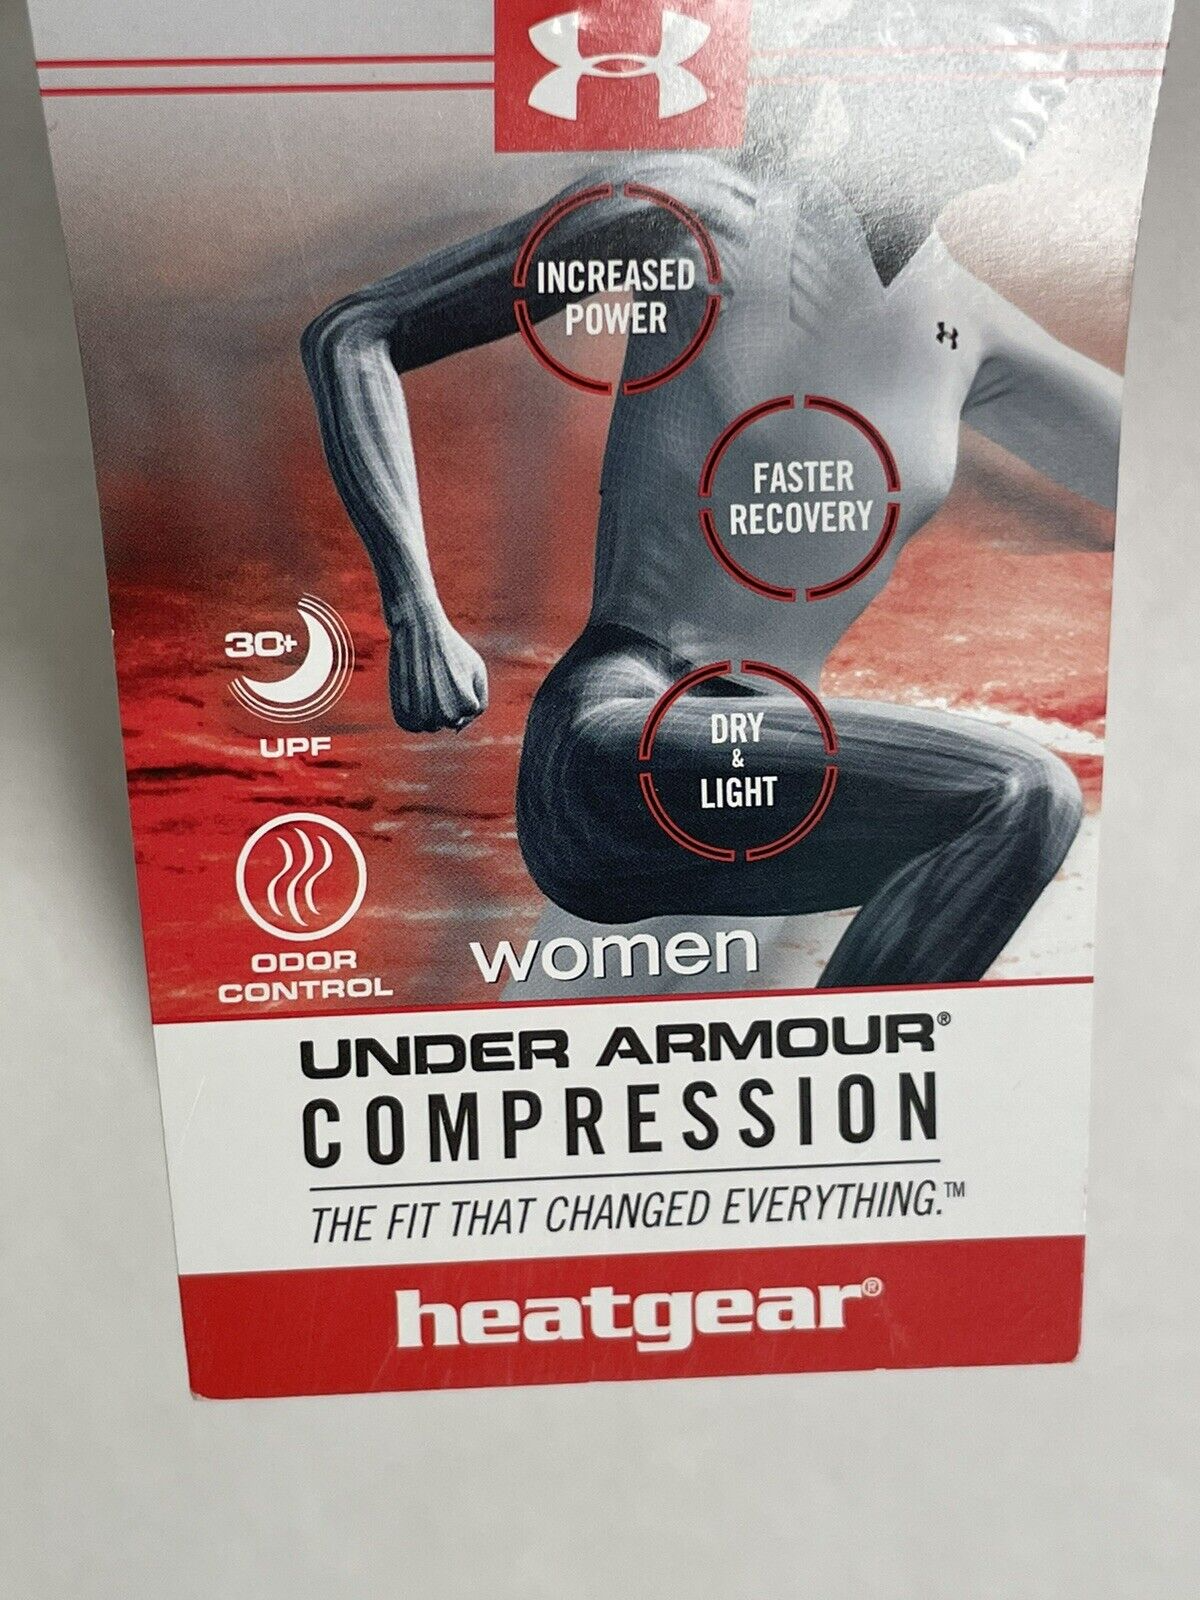 INCREASED
POWER
FASTER
RECOVERY
30+
UPF
DRY
&
LIGHT
ODOR
CONTROL
women
UNDER ARMOUR®
COMPRESSION
THE FIT THAT CHANGED EVERYTHING.™
heatgear®